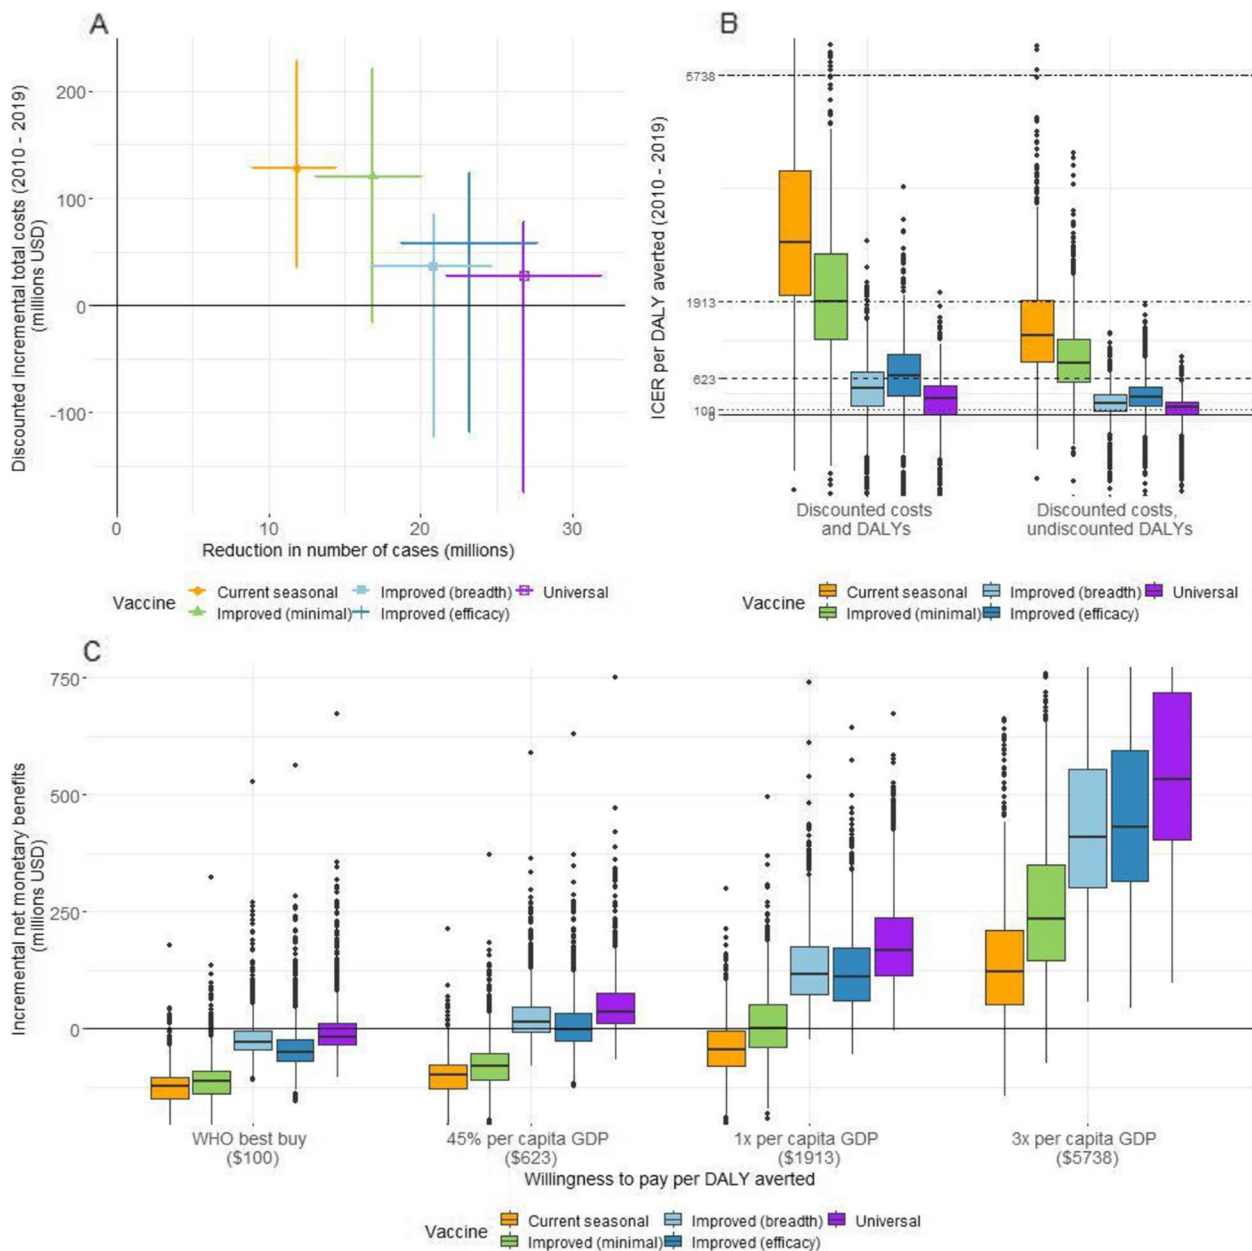 A
Discounted incremental total costs (2010 - 2019)
(millions USD)
200
100
0
-100
0
10
20
30
Reduction in number of cases (millions)
Vaccine
Current seasonal
Improved (breadth)
Universal
Improved (minimal)
Improved (efficacy)
B
ICER per DALY averted (2010 - 2019)
5738
1913
623
100
0
Discounted costs
and DALYs
Discounted costs,
undiscounted DALYs
Vaccine
Current seasonal
Improved (breadth)
Universal
Improved (minimal)
Improved (efficacy)
C
Incremental net monetary benefits
(millions USD)
750
500
250
0
WHO best buy
($100)
45% per capita GDP
($623)
1x per capita GDP
($1913)
3x per capita GDP
($5738)
Willingness to pay per DALY averted
Vaccine
Current seasonal
Improved (breadth)
Universal
Improved (minimal)
Improved (efficacy)